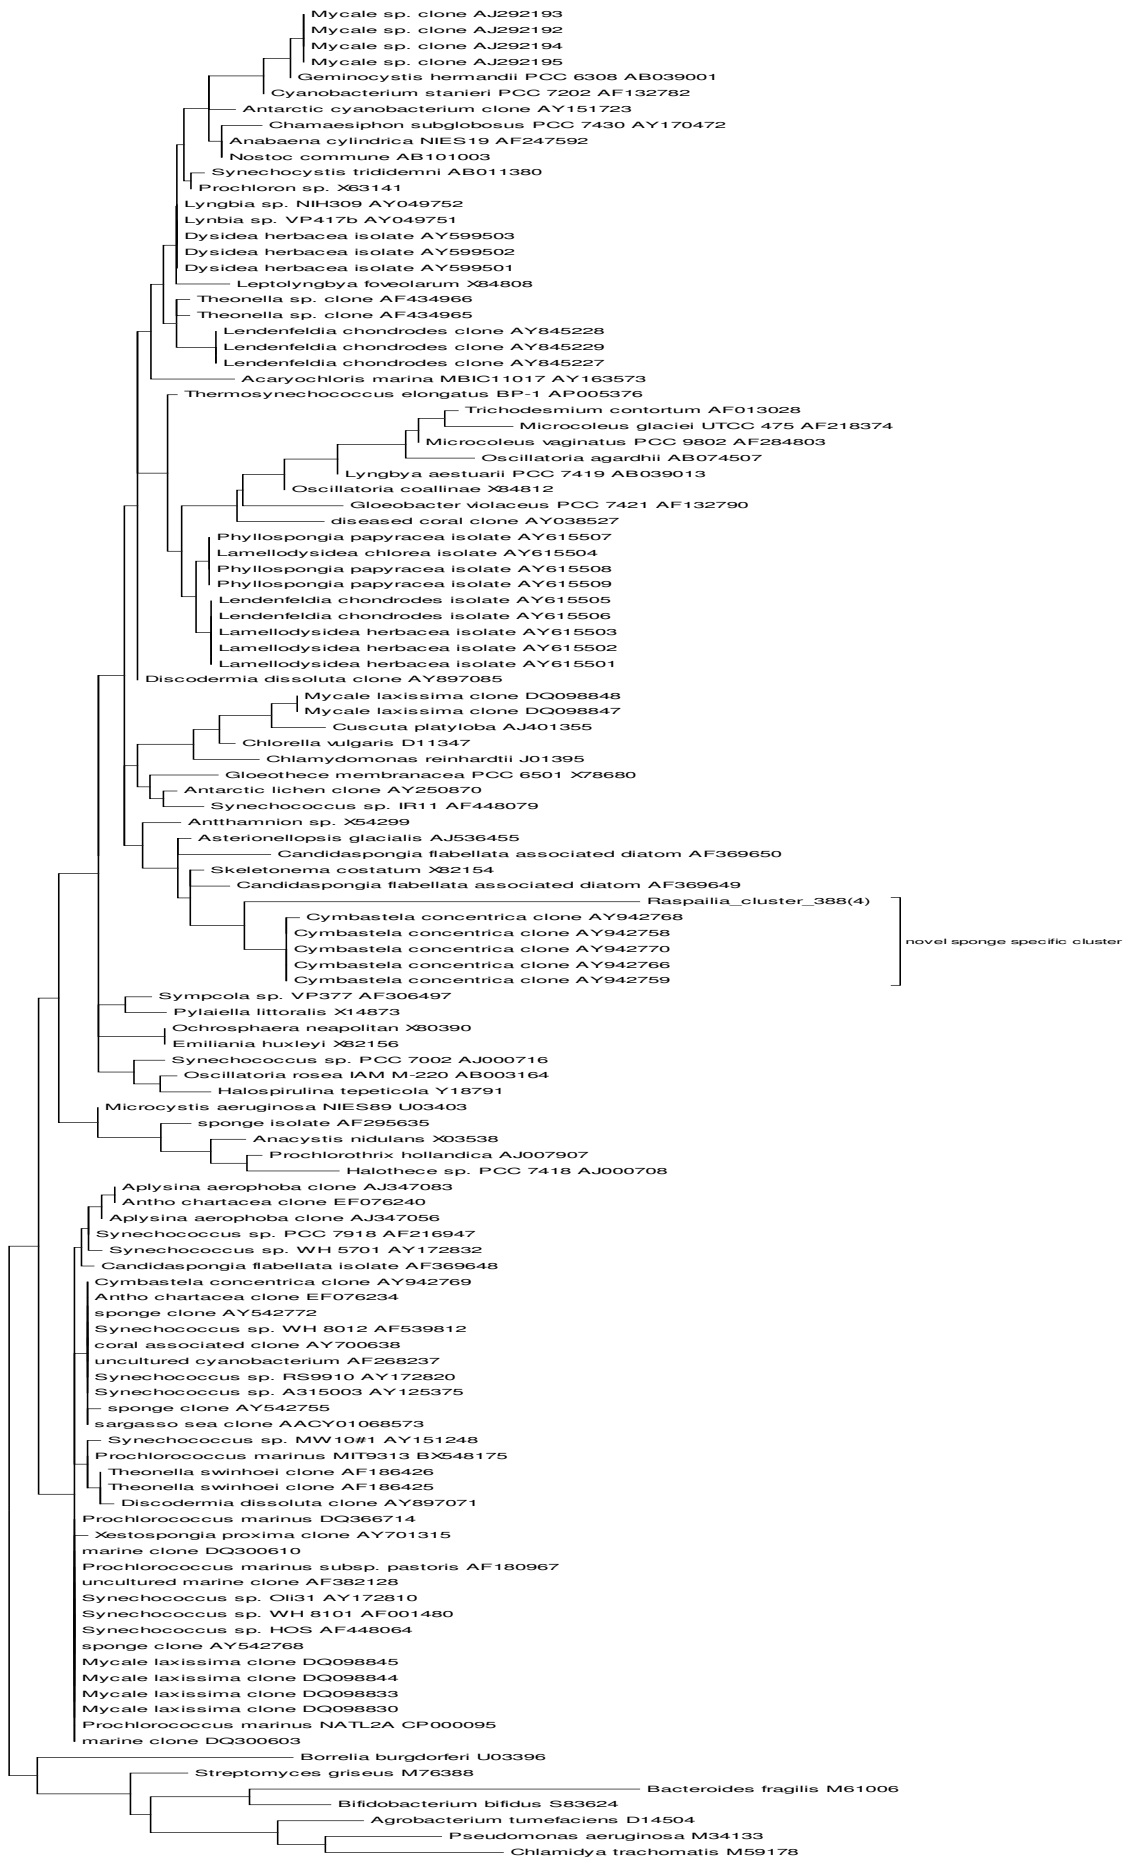 Mycale sp. clone AJ292193
Mycale sp. clone AJ292192
Mycale sp. clone AJ292194
Mycale sp. clone AJ292195
Geminocystis hermandii PCC 6308 AB039001
Cyanobacterium stanieri PCC 7202 AF132782
Antarctic cyanobacterium clone AY151723
Chamaesiphon subglobosus PCC 7430 AY170472
Anabaena cylindrica NIES19 AF247592
Nostoc commune AB101003
Synechocystis trididemni AB011380
Prochloron sp. X63141
Lyngbia sp. NIH309 AY049752
Lynbia sp. VP417b AY049751
Dysidea herbacea isolate AY599503
Dysidea herbacea isolate AY599502
Dysidea herbacea isolate AY599501
Leptolyngbya foveolarum X84808
Theonella sp. clone AF434966
Theonella sp. clone AF434965
Lendenfeldia chondrodes clone AY845228
Lendenfeldia chondrodes clone AY845229
Lendenfeldia chondrodes clone AY845227
Acaryochloris marina MBIC11017 AY163573
Thermosynechococcus elongatus BP-1 AP005376
Trichodesmium contortum AF013028
Microcoleus glaciei UTCC 475 AF218374
Microcoleus vaginatus PCC 9802 AF284803
Oscillatoria agardhii AB074507
Lyngbya aestuarii PCC 7419 AB039013
Oscillatoria coallinae X84812
Gloeobacter violaceus PCC 7421 AF132790
diseased coral clone AY038527
Phyllospongia papyracea isolate AY615507
Lamellodysidea chlorea isolate AY615504
Phyllospongia papyracea isolate AY615508
Phyllospongia papyracea isolate AY615509
Lendenfeldia chondrodes isolate AY615505
Lendenfeldia chondrodes isolate AY615506
Lamellodysidea herbacea isolate AY615503
Lamellodysidea herbacea isolate AY615502
Lamellodysidea herbacea isolate AY615501
Discodermia dissoluta clone AY897085
Mycale laxissima clone DQ098848
Mycale laxissima clone DQ098847
Cuscuta platyloba AJ401355
Chlorella vulgaris D11347
Chlamydomonas reinhardtii J01395
Gloeothece membranacea PCC 6501 X78680
Antarctic lichen clone AY250870
Synechococcus sp. IR11 AF448079
Antthamnion sp. X54299
Asterionellopsis glacialis AJ536455
Candidaspongia flabellata associated diatom AF369650
Skeletonema costatum X82154
Candidaspongia flabellata associated diatom AF369649
Raspailia_cluster_388(4)
Cymbastela concentrica clone AY942768
Cymbastela concentrica clone AY942758
novel sponge specific cluster
Cymbastela concentrica clone AY942770
Cymbastela concentrica clone AY942766
Cymbastela concentrica clone AY942759
Sympcola sp. VP377 AF306497
Pylaiella littoralis X14873
Ochrosphaera neapolitan X80390
Emiliania huxleyi X82156
Synechococcus sp. PCC 7002 AJ000716
Oscillatoria rosea IAM M-220 AB003164
Halospirulina tepeticola Y18791
Microcystis aeruginosa NIES89 U03403
sponge isolate AF295635
Anacystis nidulans X03538
Prochlorothrix hollandica AJ007907
Halothece sp. PCC 7418 AJ000708
Aplysina aerophoba clone AJ347083
Antho chartacea clone EF076240
Aplysina aerophoba clone AJ347056
Synechococcus sp. PCC 7918 AF216947
Synechococcus sp. WH 5701 AY172832
Candidaspongia flabellata isolate AF369648
Cymbastela concentrica clone AY942769
Antho chartacea clone EF076234
sponge clone AY542772
Synechococcus sp. WH 8012 AF539812
coral associated clone AY700638
uncultured cyanobacterium AF268237
Synechococcus sp. RS9910 AY172820
Synechococcus sp. A315003 AY125375
sponge clone AY542755
sargasso sea clone AACY01068573
Synechococcus sp. MW10#1 AY151248
Prochlorococcus marinus MIT9313 BX548175
Theonella swinhoei clone AF186426
Theonella swinhoei clone AF186425
Discodermia dissoluta clone AY897071
Prochlorococcus marinus DQ366714
Xestospongia proxima clone AY701315
marine clone DQ300610
Prochlorococcus marinus subsp. pastoris AF180967
uncultured marine clone AF382128
Synechococcus sp. Oli31 AY172810
Synechococcus sp. WH 8101 AF001480
Synechococcus sp. HOS AF448064
sponge clone AY542768
Mycale laxissima clone DQ098845
Mycale laxissima clone DQ098844
Mycale laxissima clone DQ098833
Mycale laxissima clone DQ098830
Prochlorococcus marinus NATL2A CP000095
marine clone DQ300603
Borrelia burgdorferi U03396
Streptomyces griseus M76388
Bacteroides fragilis M61006
Bifidobacterium bifidus S83624
Agrobacterium tumefaciens D14504
Pseudomonas aeruginosa M34133
Chlamidya trachomatis M59178